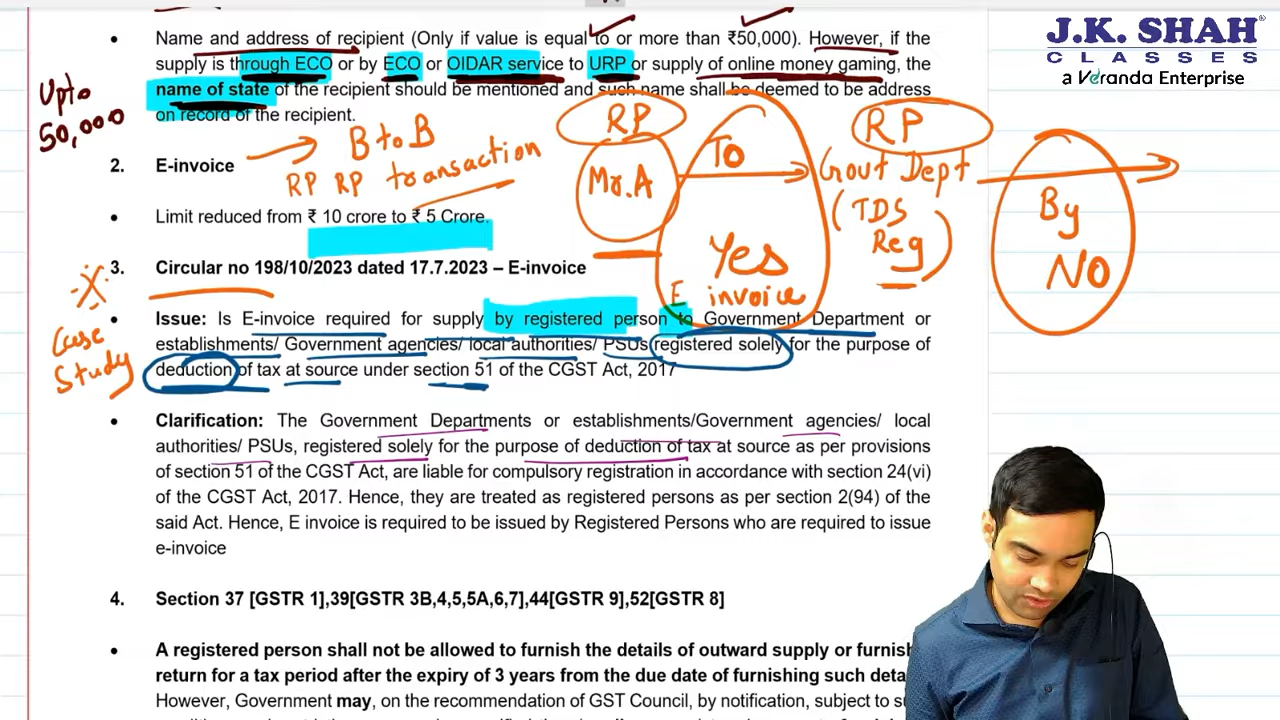 J.K. SHAH
CLASSES
a Veranda Enterprise
• Name and address of recipient (Only if value is equal to or more than ₹50,000). However, if the
supply is through ECO or by ECO or OIDAR service to URP or supply of online money gaming, the
name of state of the recipient should be mentioned and such name shall be deemed to be address
on record of the recipient.
Upto
50,000
2. E-invoice
B to B
RP RP transaction
• Limit reduced from ₹ 10 crore to ₹ 5 Crore.
RP
Mr. A
To
Yes
E invoice
RP
Govt Dept
(TDS
Reg)
By
NO
3. Circular no 198/10/2023 dated 17.7.2023 – E-invoice
Case
Study
• Issue: Is E-invoice required for supply by registered person to Government Department or
establishments/ Government agencies/ local authorities/ PSUs registered solely for the purpose of
deduction of tax at source under section 51 of the CGST Act, 2017
• Clarification: The Government Departments or establishments/Government agencies/ local
authorities/ PSUs, registered solely for the purpose of deduction of tax at source as per provisions
of section 51 of the CGST Act, are liable for compulsory registration in accordance with section 24(vi)
of the CGST Act, 2017. Hence, they are treated as registered persons as per section 2(94) of the
said Act. Hence, E invoice is required to be issued by Registered Persons who are required to issue
e-invoice
4. Section 37 [GSTR 1],39[GSTR 3B,4,5,5A,6,7],44[GSTR 9],52[GSTR 8]
• A registered person shall not be allowed to furnish the details of outward supply or furnish
return for a tax period after the expiry of 3 years from the due date of furnishing such
However, Government may, on the recommendation of GST Council, by notification, subject to